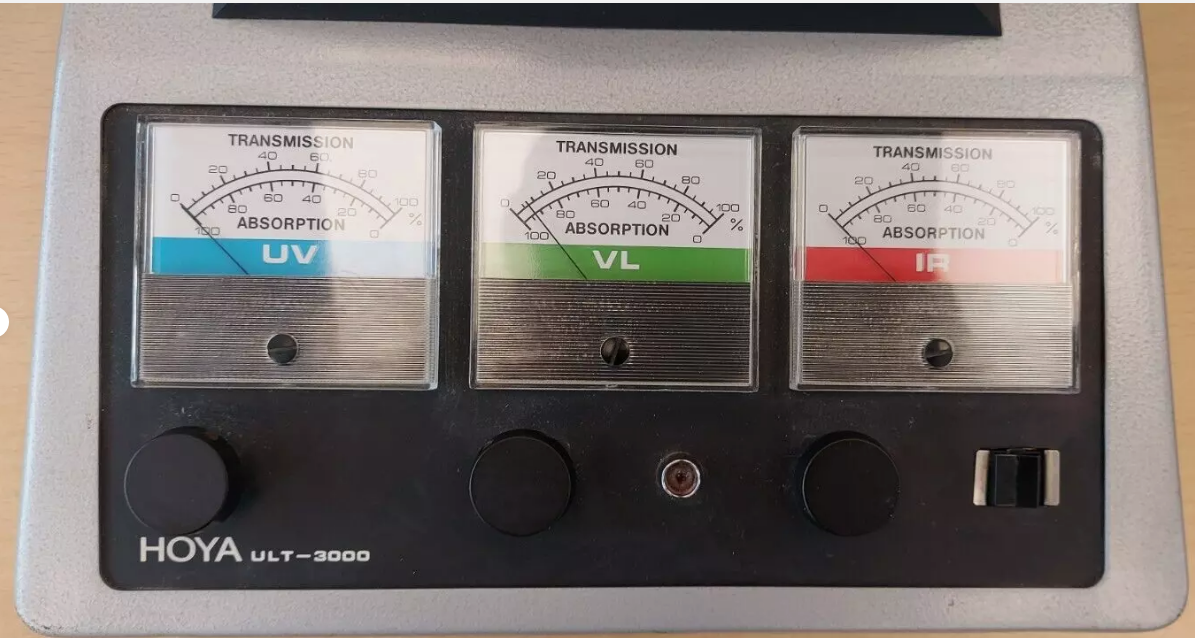 TRANSMISSION
0 20 40 60 80 100
%
100 80 60 40 20 0
ABSORPTION
UV
TRANSMISSION
0 20 40 60 80 100
%
100 80 60 40 20 0
ABSORPTION
VL
TRANSMISSION
0 20 40 60 80 100
%
100 80 60 40 20 0
ABSORPTION
IR
HOYA ULT-3000